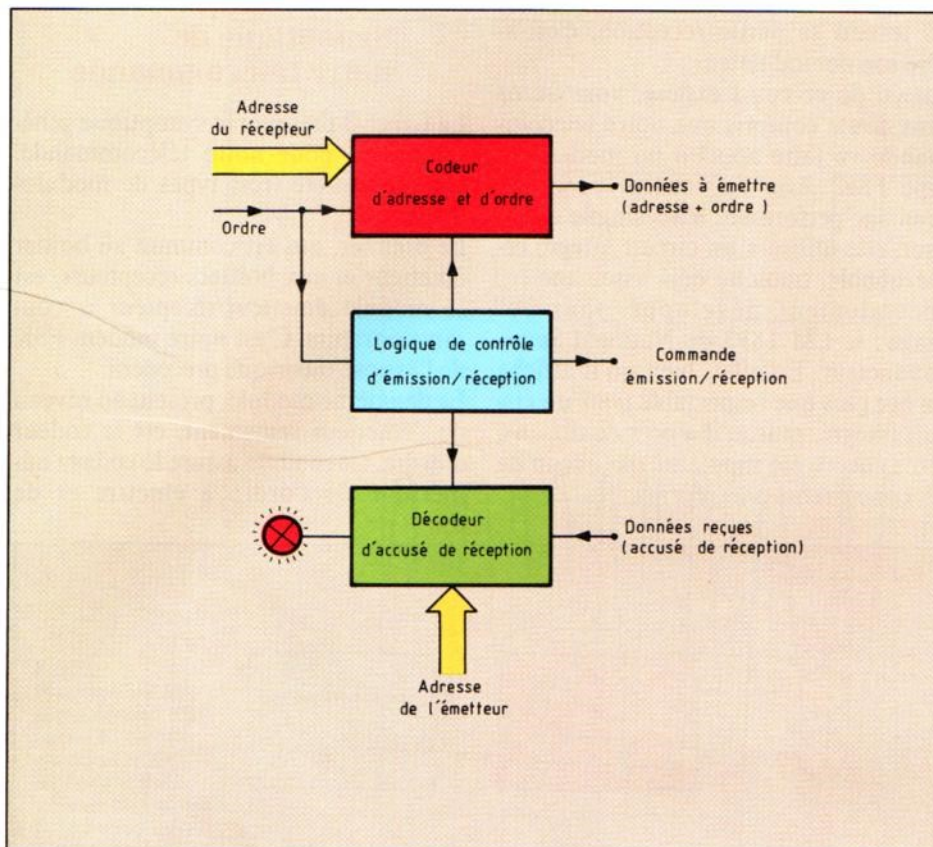 Adresse
du récepteur
Codeur
d'adresse et d'ordre
Données à émettre
(adresse + ordre )
Ordre
Logique de contrôle
d'émission/réception
Commande
émission/réception
Décodeur
d'accusé de réception
Données reçues
(accusé de réception)
Adresse
de l'émetteur